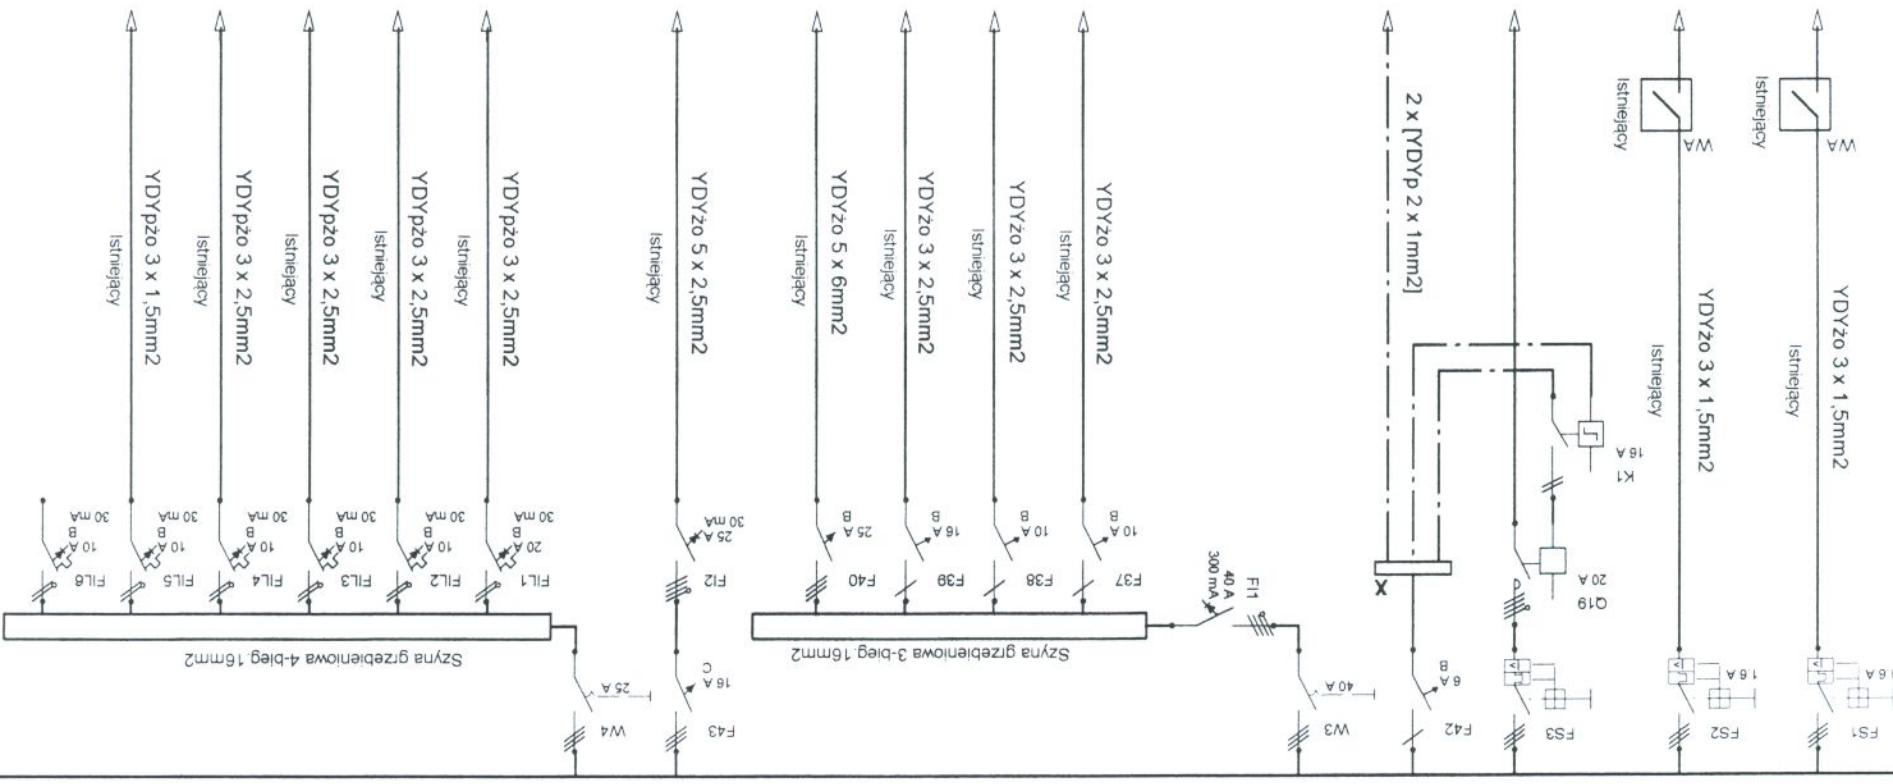 Istniejący
YDYpżo 3 x 1,5mm2
Istniejący
YDYpżo 3 x 2,5mm2
Istniejący
YDYpżo 3 x 2,5mm2
Istniejący
YDYpżo 3 x 2,5mm2
Istniejący
YDYpżo 3 x 2,5mm2
Istniejący
YDYżo 5 x 2,5mm2
Istniejący
YDYżo 5 x 6mm2
Istniejący
YDYżo 3 x 2,5mm2
Istniejący
YDYżo 3 x 2,5mm2
Istniejący
YDYżo 3 x 2,5mm2
2 x [YDYp 2 x 1mm2]
Istniejący
WA
Istniejący
YDYżo 3 x 1,5mm2
Istniejący
WA
Istniejący
YDYżo 3 x 1,5mm2
FIL6
10 A
B
30 mA
FIL5
10 A
B
30 mA
FIL4
10 A
B
30 mA
FIL3
10 A
B
30 mA
FIL2
10 A
B
30 mA
FIL1
20 A
B
30 mA
FI2
25 A
30 mA
F40
25 A
B
F39
16 A
B
F38
10 A
B
F37
10 A
B
FI1
40 A
300 mA
X
K1
16 A
Q19
20 A
Szyna grzebieniowa 4-bieg.16mm2
Szyna grzebieniowa 3-bieg.16mm2
W4
25 A
F43
16 A
C
W3
40 A
F42
6 A
B
FS3
FS2
1.6 A
FS1